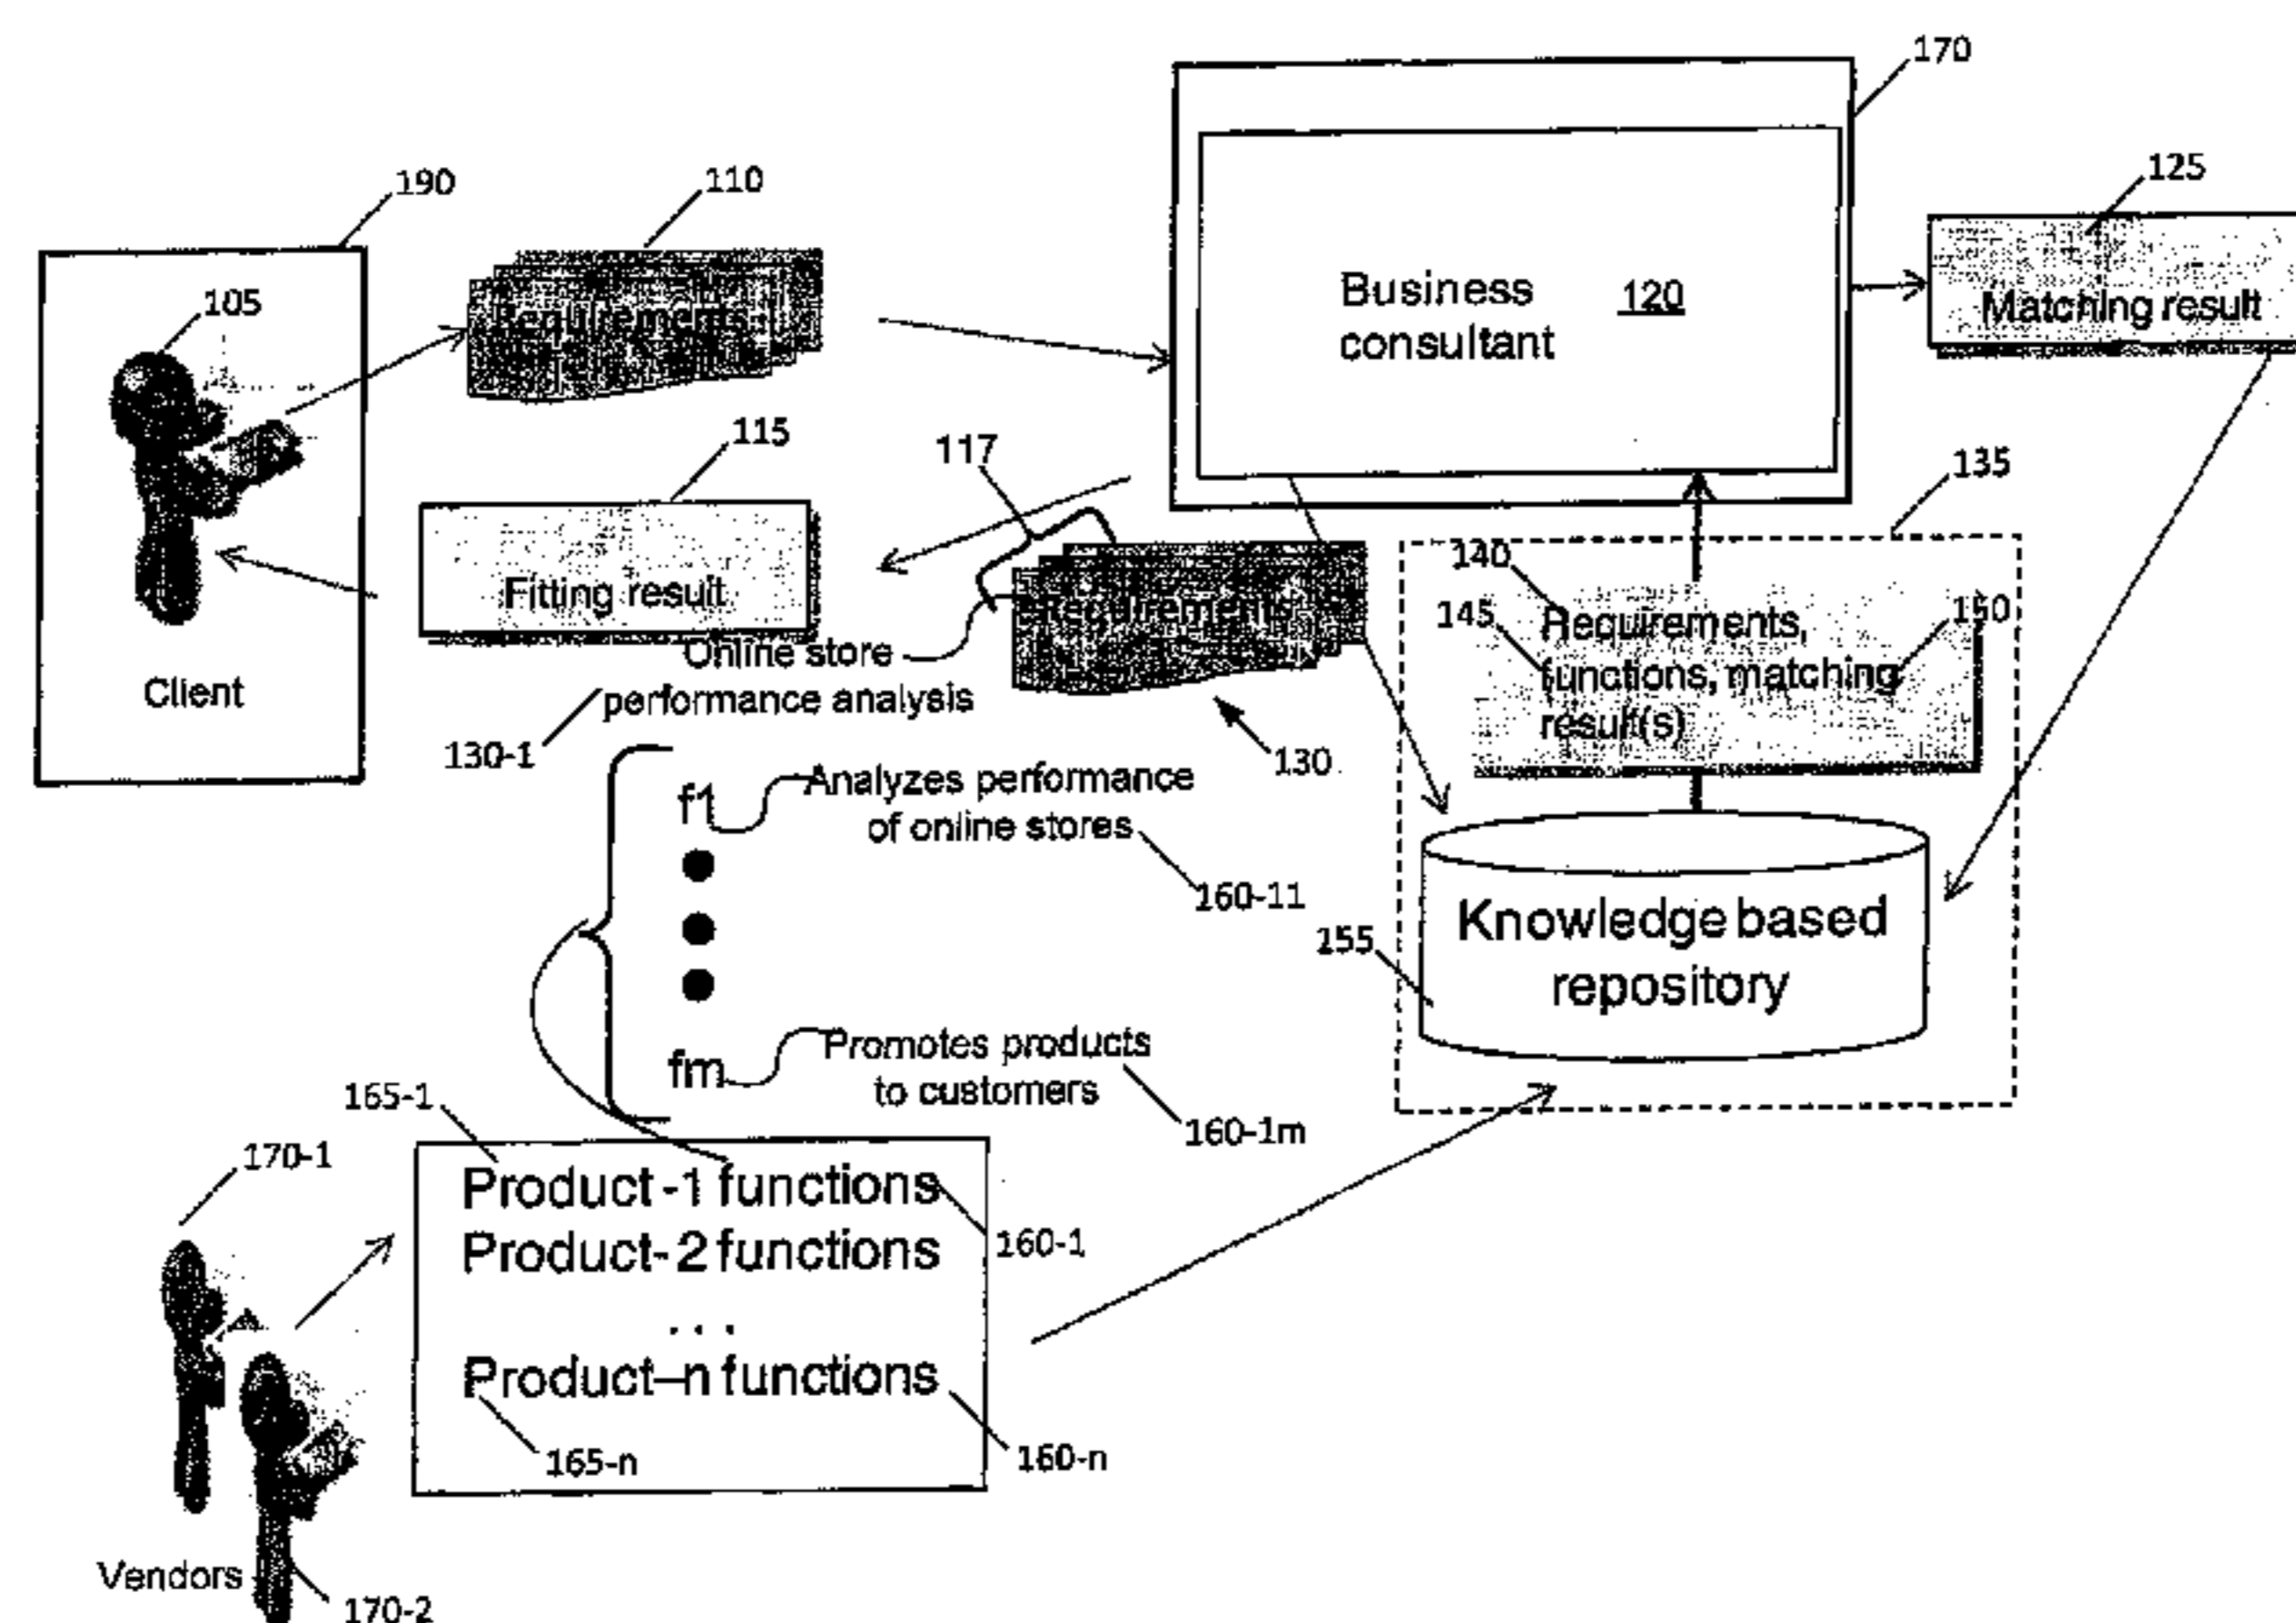 170
125
190
110
105
Requirements
Business
consultant
120
Matching result
115
117
135
Fitting result
Requirements
140
145
150
Requirements,
functions, matching
result(s)
Online store
performance analysis
130-1
130
Client
f1
Analyzes performance
of online stores
160-11
155
Knowledge based
repository
fm
Promotes products
to customers
160-1m
165-1
170-1
Product-1 functions
160-1
Product-2 functions
...
Product–n functions
165-n
160-n
Vendors
170-2